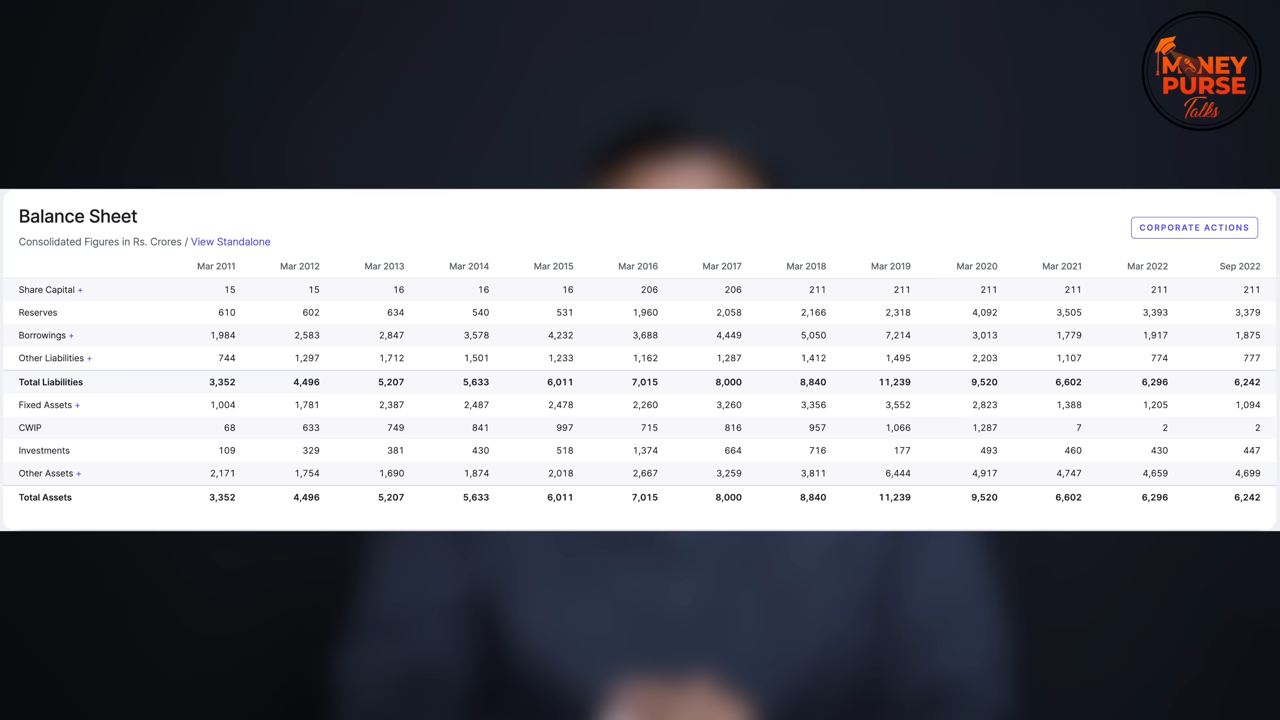 MONEY
PURSE
Talks
Balance Sheet
Consolidated Figures in Rs. Crores / View Standalone
CORPORATE ACTIONS
Mar 2011 Mar 2012 Mar 2013 Mar 2014 Mar 2015 Mar 2016 Mar 2017 Mar 2018 Mar 2019 Mar 2020 Mar 2021 Mar 2022 Sep 2022
Share Capital + 15 15 16 16 16 206 206 211 211 211 211 211 211
Reserves 610 602 634 540 531 1,960 2,058 2,166 2,318 4,092 3,505 3,393 3,379
Borrowings + 1,984 2,583 2,847 3,578 4,232 3,688 4,449 5,050 7,214 3,013 1,779 1,917 1,875
Other Liabilities + 744 1,297 1,712 1,501 1,233 1,162 1,287 1,412 1,495 2,203 1,107 774 777
Total Liabilities 3,352 4,496 5,207 5,633 6,011 7,015 8,000 8,840 11,239 9,520 6,602 6,296 6,242
Fixed Assets + 1,004 1,781 2,387 2,487 2,478 2,260 3,260 3,356 3,552 2,823 1,388 1,205 1,094
CWIP 68 633 749 841 997 715 816 957 1,066 1,287 7 2 2
Investments 109 329 381 430 518 1,374 664 716 177 493 460 430 447
Other Assets + 2,171 1,754 1,690 1,874 2,018 2,667 3,259 3,811 6,444 4,917 4,747 4,659 4,699
Total Assets 3,352 4,496 5,207 5,633 6,011 7,015 8,000 8,840 11,239 9,520 6,602 6,296 6,242